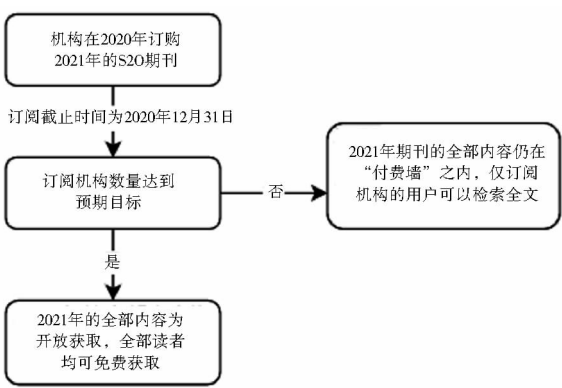 机构在2020年订购
2021年的S2O期刊
订阅截止时间为2020年12月31日
订阅机构数量达到
预期目标
否
2021年期刊的全部内容仍在
“付费墙”之内，仅订阅
机构的用户可以检索全文
是
2021年的全部内容为
开放获取，全部读者
均可免费获取